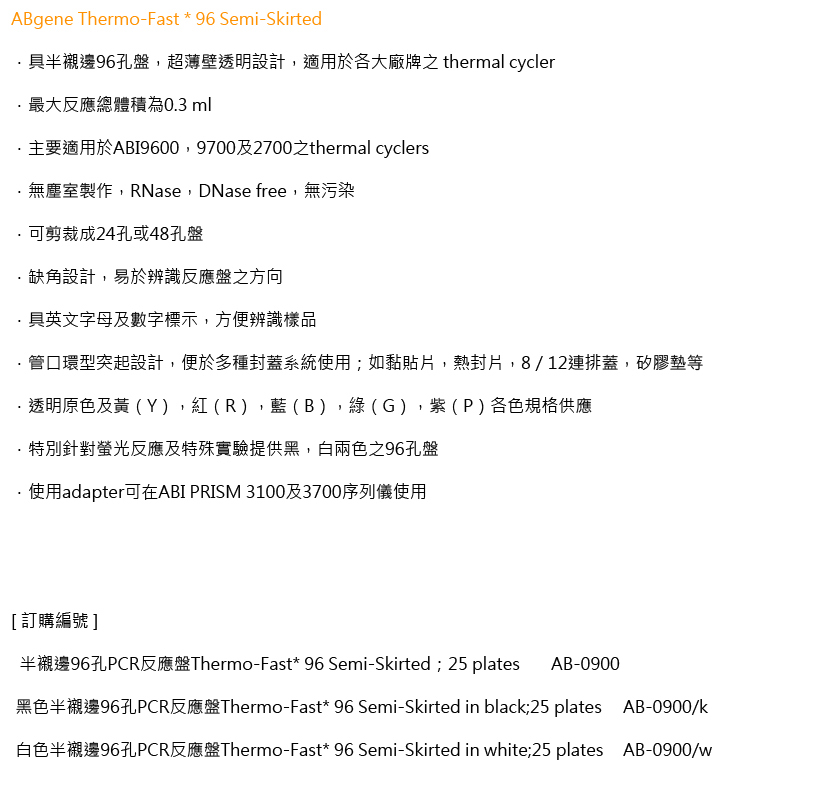 ABgene Thermo-Fast * 96 Semi-Skirted
．具半襯邊96孔盤，超薄壁透明設計，適用於各大廠牌之 thermal cycler
．最大反應總體積為0.3 ml
．主要適用於ABI9600，9700及2700之thermal cyclers
．無塵室製作，RNase，DNase free，無污染
．可剪裁成24孔或48孔盤
．缺角設計，易於辨識反應盤之方向
．具英文字母及數字標示，方便辨識樣品
．管口環型突起設計，便於多種封蓋系統使用；如黏貼片，熱封片，8 / 12連排蓋，矽膠墊等
．透明原色及黃（Y），紅（R），藍（B），綠（G），紫（P）各色規格供應
．特別針對螢光反應及特殊實驗提供黑，白兩色之96孔盤
．使用adapter可在ABI PRISM 3100及3700序列儀使用
[ 訂購編號 ]
半襯邊96孔PCR反應盤Thermo-Fast* 96 Semi-Skirted；25 plates AB-0900
黑色半襯邊96孔PCR反應盤Thermo-Fast* 96 Semi-Skirted in black;25 plates AB-0900/k
白色半襯邊96孔PCR反應盤Thermo-Fast* 96 Semi-Skirted in white;25 plates AB-0900/w